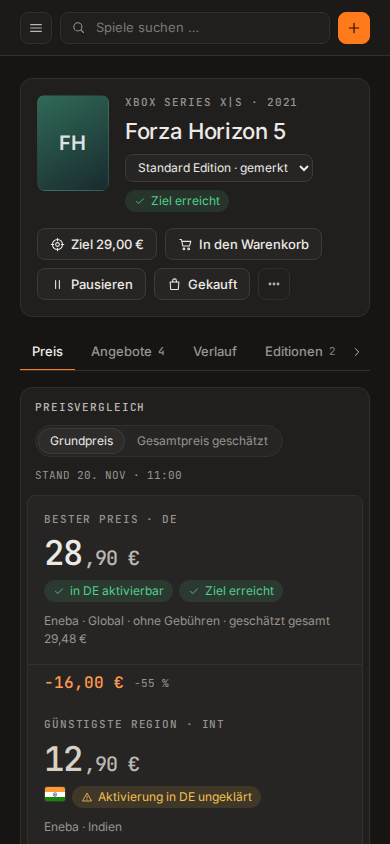 Spiele suchen ...
XBOX SERIES X|S · 2021
FH
Forza Horizon 5
Standard Edition · gemerkt
Ziel erreicht
Ziel 29,00 €
In den Warenkorb
Pausieren
Gekauft
Preis
Angebote 4
Verlauf
Editionen 2
PREISVERGLEICH
Grundpreis
Gesamtpreis geschätzt
STAND 20. NOV · 11:00
BESTER PREIS · DE
28,90 €
in DE aktivierbar
Ziel erreicht
Eneba · Global · ohne Gebühren · geschätzt gesamt
29,48 €
-16,00 € -55 %
GÜNSTIGSTE REGION · INT
12,90 €
Aktivierung in DE ungeklärt
Eneba · Indien